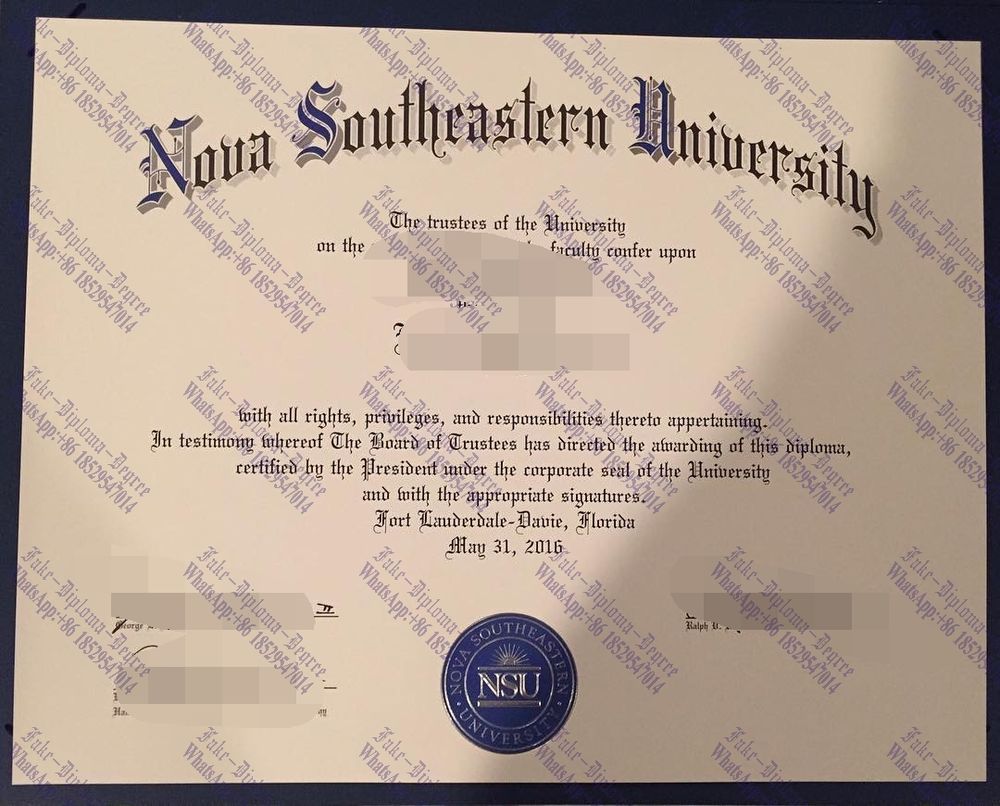 Nova Southeastern University
The trustees of the University
on the faculty confer upon
with all rights, privileges, and responsibilities thereto appertaining.
In testimony whereof The Board of Trustees has directed the awarding of this diploma,
certified by the President under the corporate seal of the University
and with the appropriate signatures.
Fort Lauderdale-Davie, Florida
May 31, 2016
George
Ralph V.
NOVA SOUTHEASTERN
NSU
UNIVERSITY
Fake-Diploma-Degree
WhatsApp:+86 18529547014